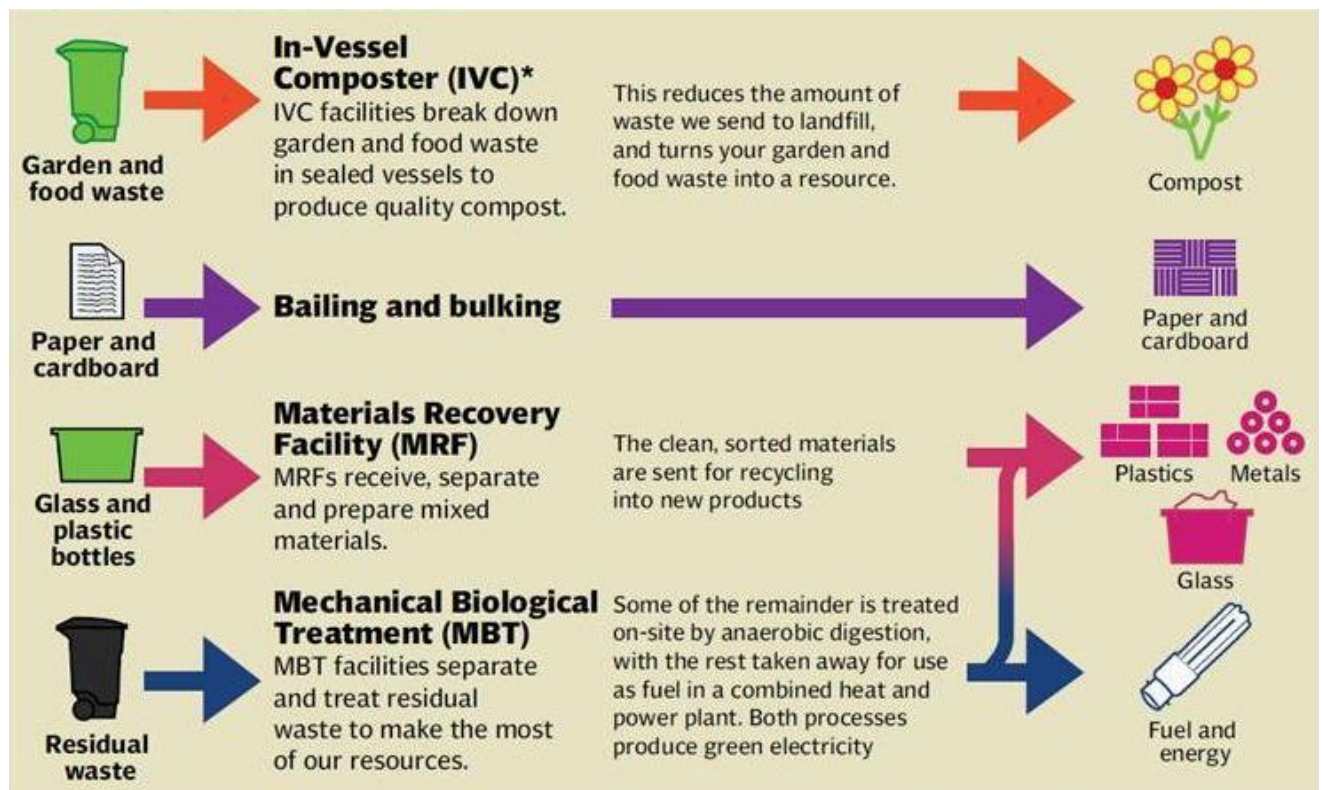 Garden and
food waste
In-Vessel
Composter (IVC)*
IVC facilities break down
garden and food waste
in sealed vessels to
produce quality compost.
This reduces the amount of
waste we send to landfill,
and turns your garden and
food waste into a resource.
Compost
Paper and
cardboard
Bailing and bulking
Paper and
cardboard
Glass and
plastic
bottles
Materials Recovery
Facility (MRF)
MRFs receive, separate
and prepare mixed
materials.
The clean, sorted materials
are sent for recycling
into new products
Plastics
Metals
Glass
Residual
waste
Mechanical Biological
Treatment (MBT)
MBT facilities separate
and treat residual
waste to make the most
of our resources.
Some of the remainder is treated
on-site by anaerobic digestion,
with the rest taken away for use
as fuel in a combined heat and
power plant. Both processes
produce green electricity
Fuel and
energy